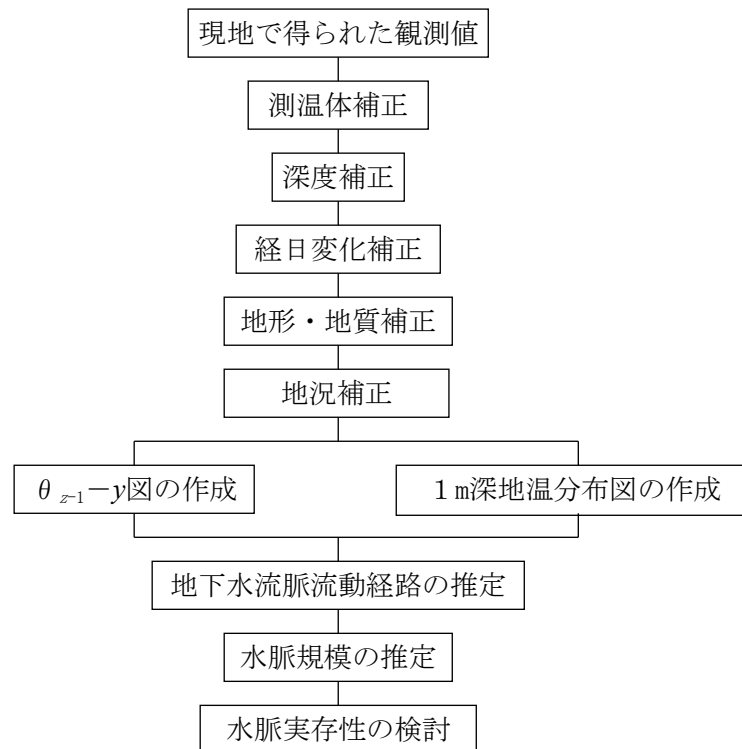 現地で得られた観測値
測温体補正
深度補正
経日変化補正
地形・地質補正
地況補正
θz-1－y図の作成
１m深地温分布図の作成
地下水流脈流動経路の推定
水脈規模の推定
水脈実存性の検討